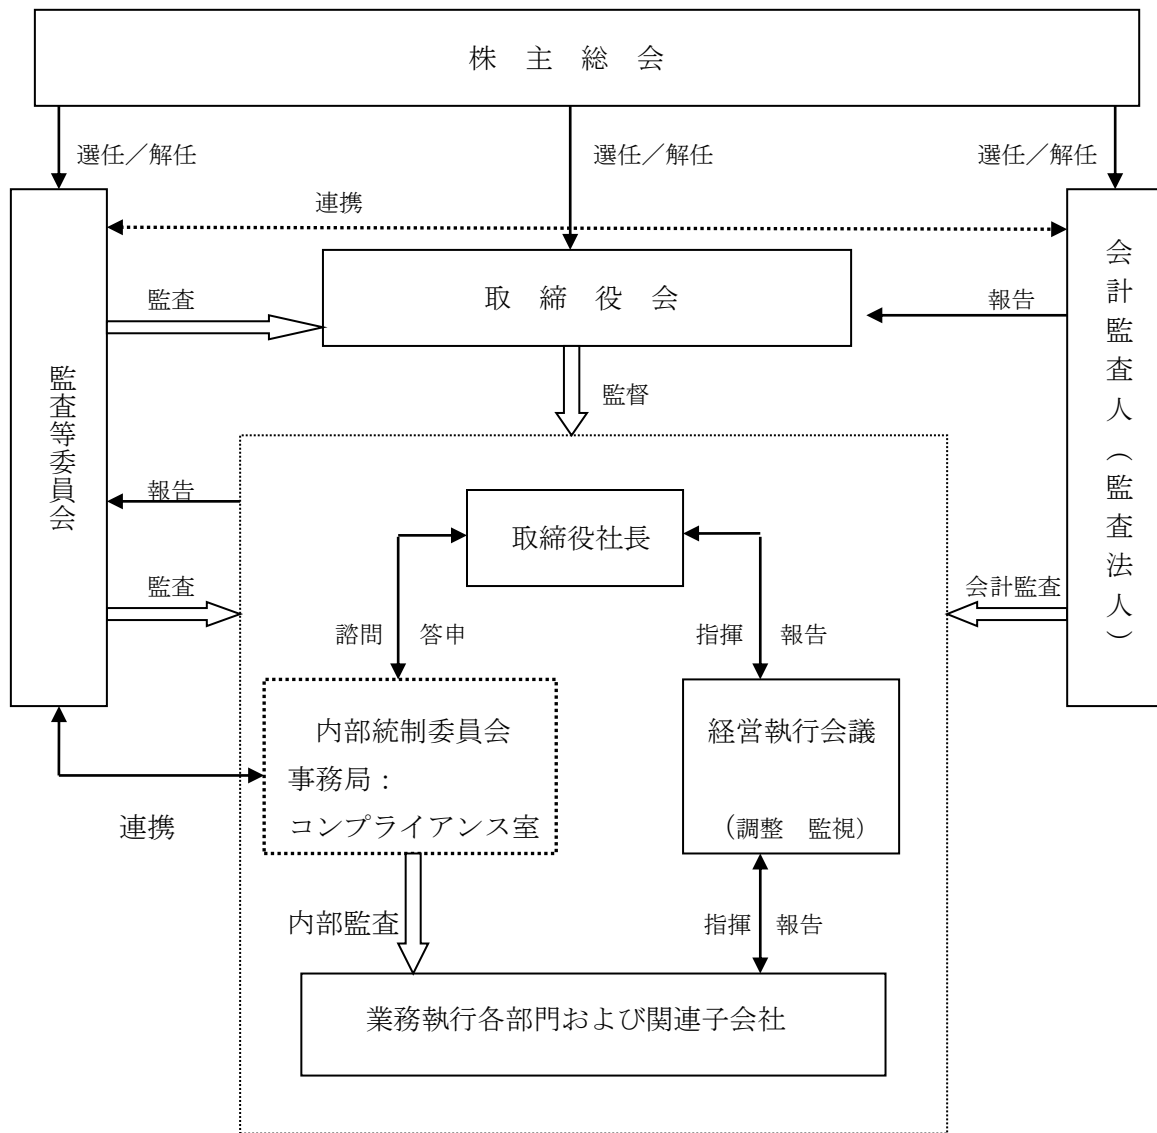 株　主　総　会
選任／解任
選任／解任
選任／解任
連携
取　締　役　会
監査
報告
会計監査人（監査法人）
監査等委員会
監督
報告
取締役社長
監査
会計監査
諮問　答申
指揮　報告
内部統制委員会
事務局：
コンプライアンス室
経営執行会議
（調整　監視）
連携
内部監査
指揮　報告
業務執行各部門および関連子会社